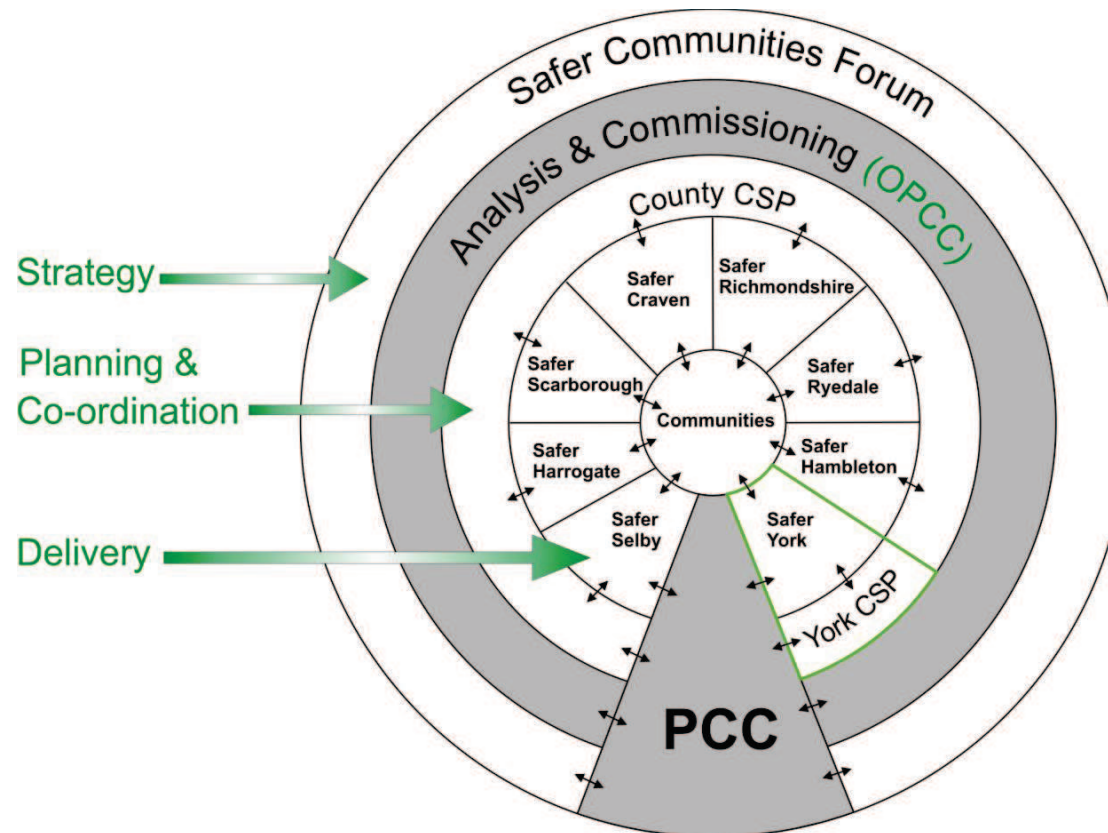 Safer Communities Forum
Analysis & Commissioning (OPCC)
County CSP
Strategy
Planning &
Co-ordination
Delivery
Safer
Craven
Safer
Richmondshire
Safer
Scarborough
Safer
Ryedale
Communities
Safer
Harrogate
Safer
Hambleton
Safer
Selby
Safer
York
York CSP
PCC